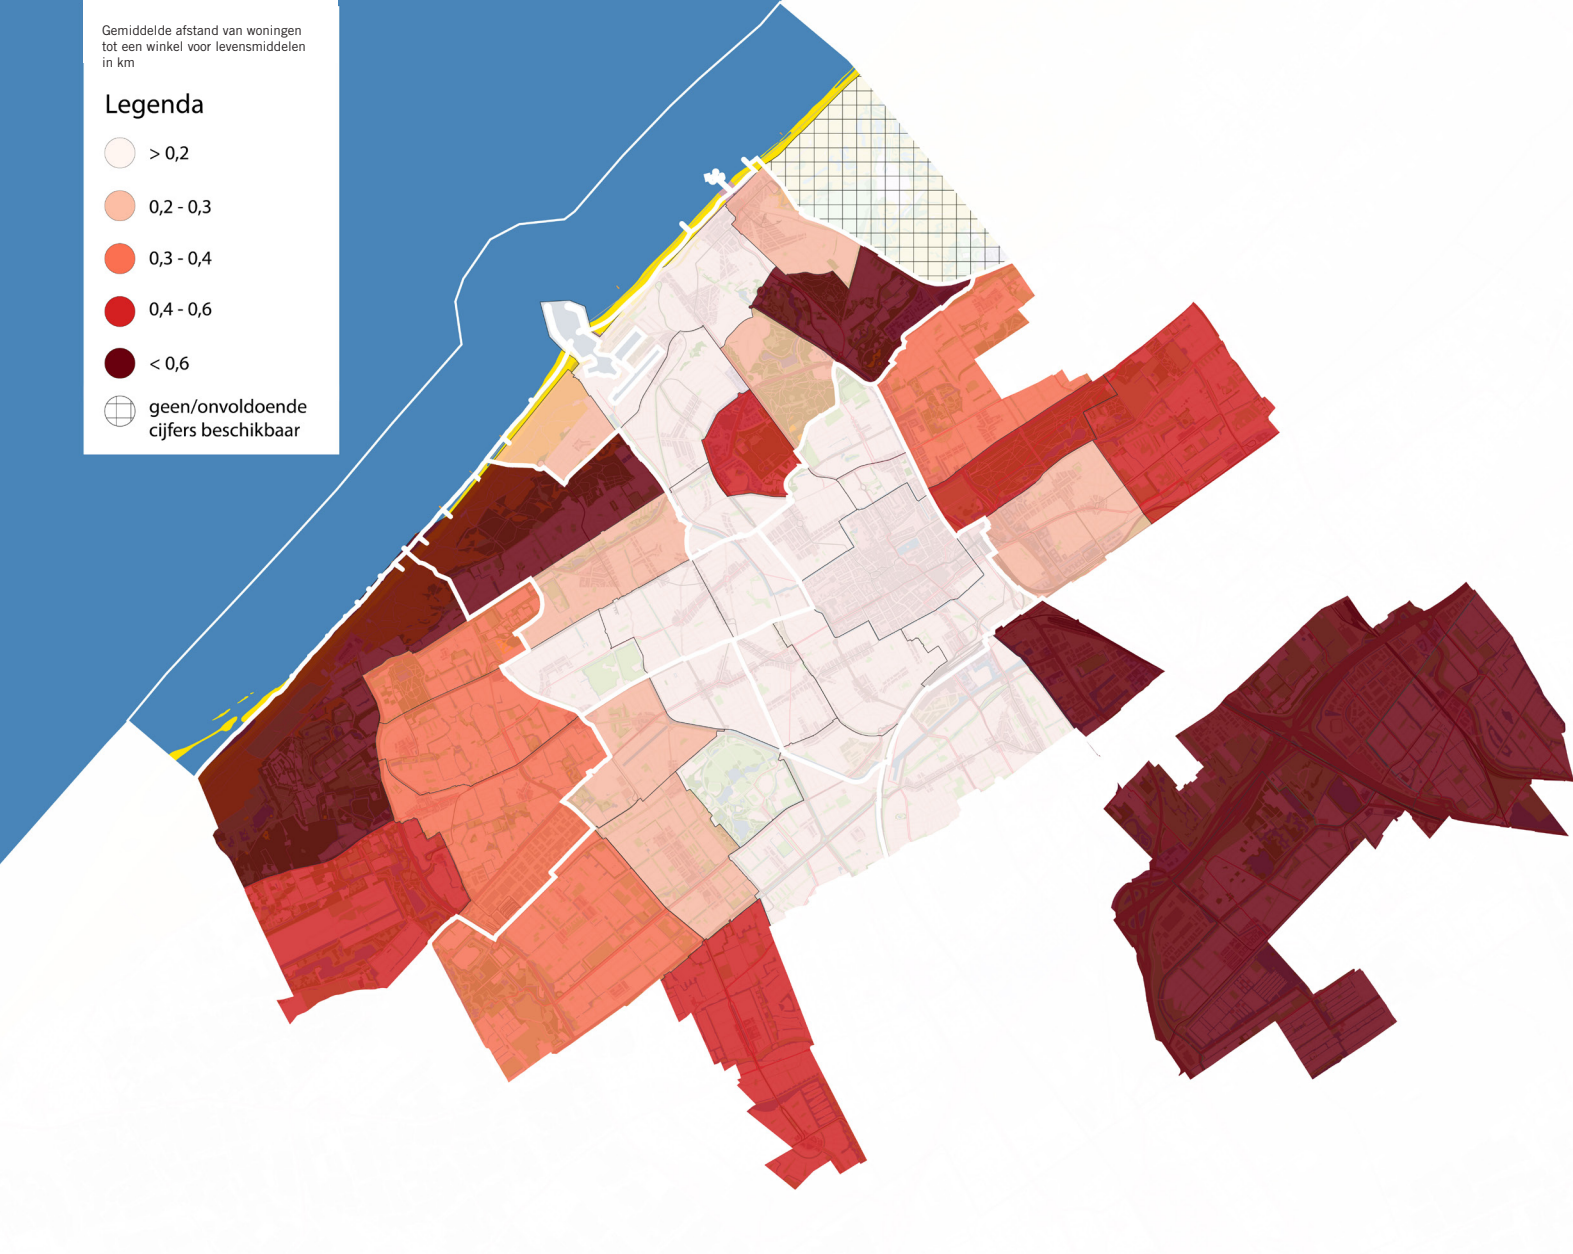 Gemiddelde afstand van woningen
tot een winkel voor levensmiddelen
in km
Legenda
> 0,2
0,2 - 0,3
0,3 - 0,4
0,4 - 0,6
< 0,6
geen/onvoldoende
cijfers beschikbaar